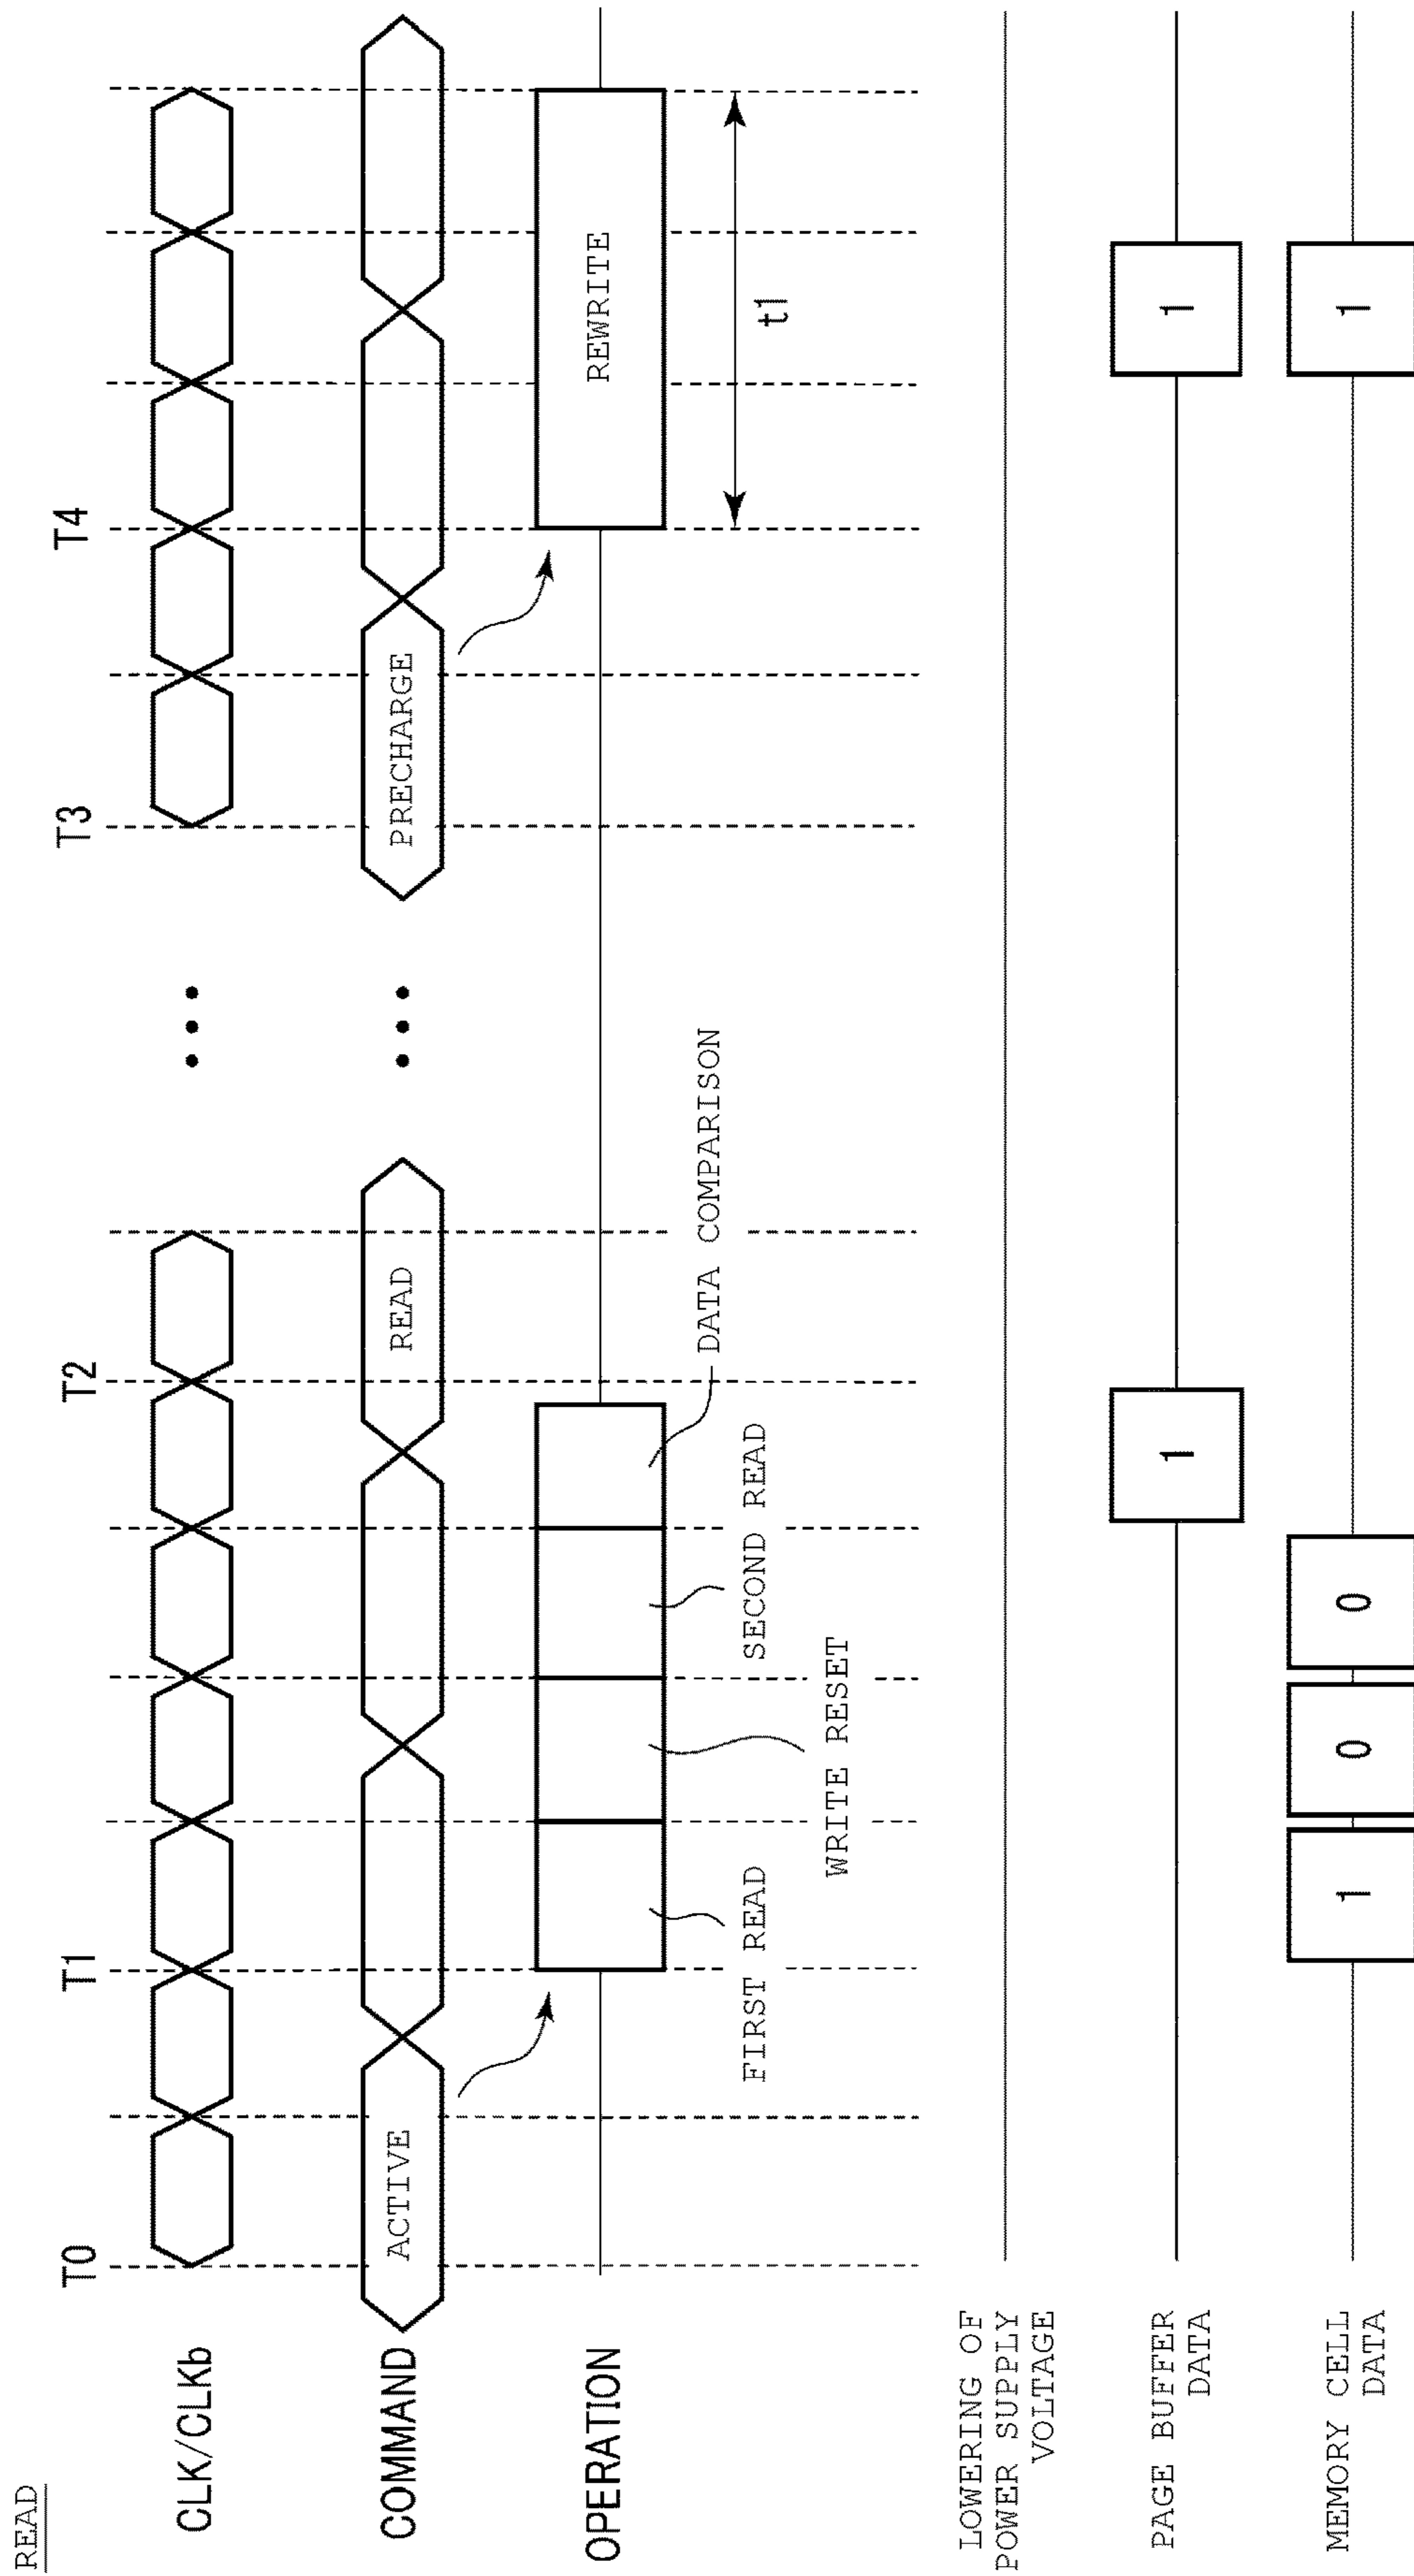 READ
T0
T1
T2
T3
T4
CLK/CLKb
COMMAND
ACTIVE
READ
PRECHARGE
OPERATION
REWRITE
DATA COMPARISON
FIRST READ
SECOND READ
t1
WRITE RESET
LOWERING OF
POWER SUPPLY
VOLTAGE
PAGE BUFFER
DATA
1
1
MEMORY CELL
DATA
1
0
0
1